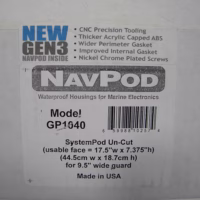 NEW
GEN3
NAVPOD INSIDE
• CNC Precision Tooling
• Thicker Acrylic Capped ABS
• Wider Perimeter Gasket
• Improved Internal Gasket
• Nickel Chrome Plated Screws
NAVPOD
Waterproof Housings for Marine Electronics
Model
GP1040
SystemPod Un-Cut
(usable face = 17.5"w x 7.375"h)
(44.5cm w x 18.7cm h)
for 9.5" wide guard
Made in USA